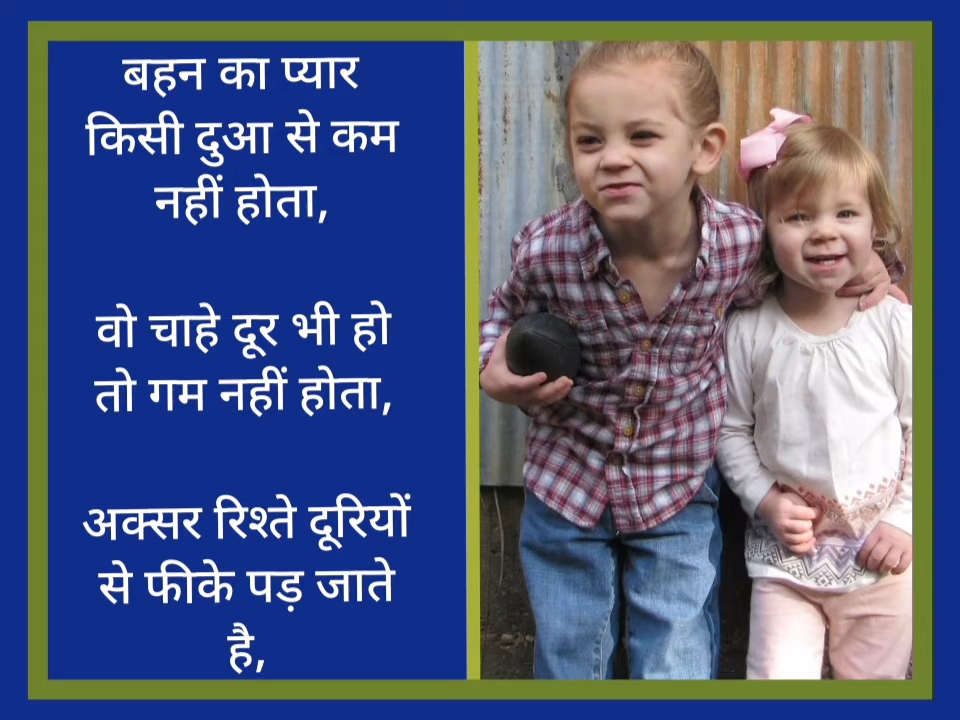 बहन का प्यार
किसी दुआ से कम
नहीं होता,
वो चाहे दूर भी हो
तो गम नहीं होता,
अक्सर रिश्ते दूरियों
से फीके पड़ जाते
है,